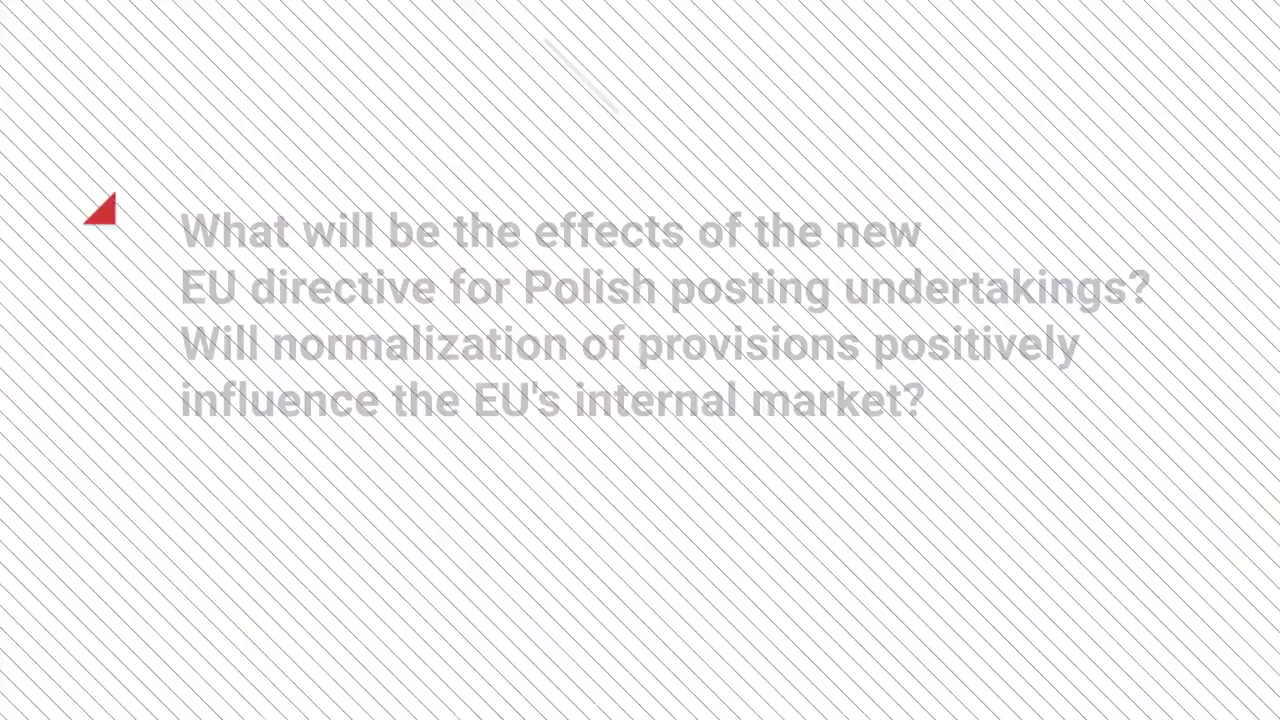 What will be the effects of the new
EU directive for Polish posting undertakings?
Will normalization of provisions positively
influence the EU's internal market?